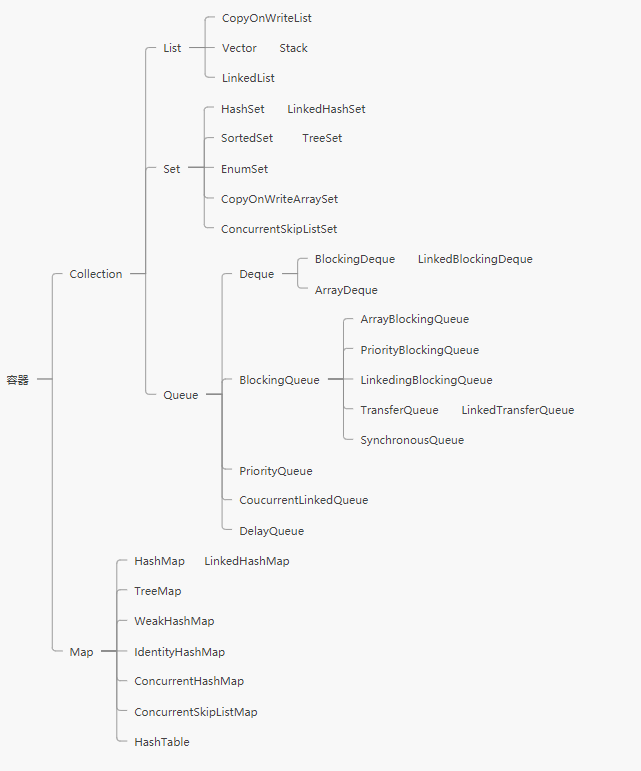 容器
Collection
List
CopyOnWriteList
Vector Stack
LinkedList
Set
HashSet LinkedHashSet
SortedSet TreeSet
EnumSet
CopyOnWriteArraySet
ConcurrentSkipListSet
Queue
Deque
BlockingDeque LinkedBlockingDeque
ArrayDeque
BlockingQueue
ArrayBlockingQueue
PriorityBlockingQueue
LinkedingBlockingQueue
TransferQueue LinkedTransferQueue
SynchronousQueue
PriorityQueue
CoucurrentLinkedQueue
DelayQueue
Map
HashMap LinkedHashMap
TreeMap
WeakHashMap
IdentityHashMap
ConcurrentHashMap
ConcurrentSkipListMap
HashTable